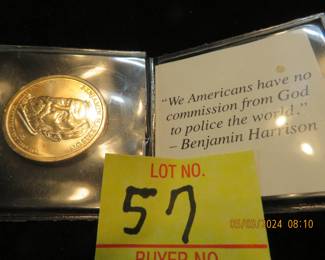 "We Americans have no
commission from God
to police the world."
– Benjamin Harrison
LOT NO.
57
05/03/2024 08:10
BUYER NO.